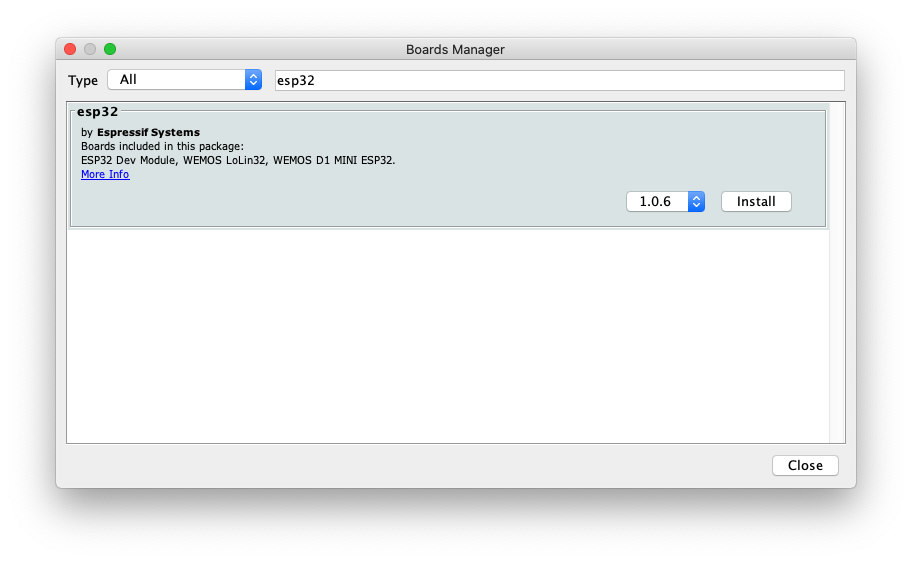 Boards Manager
Type All esp32
esp32
by Espressif Systems
Boards included in this package:
ESP32 Dev Module, WEMOS LoLin32, WEMOS D1 MINI ESP32.
More Info
1.0.6 Install
Close